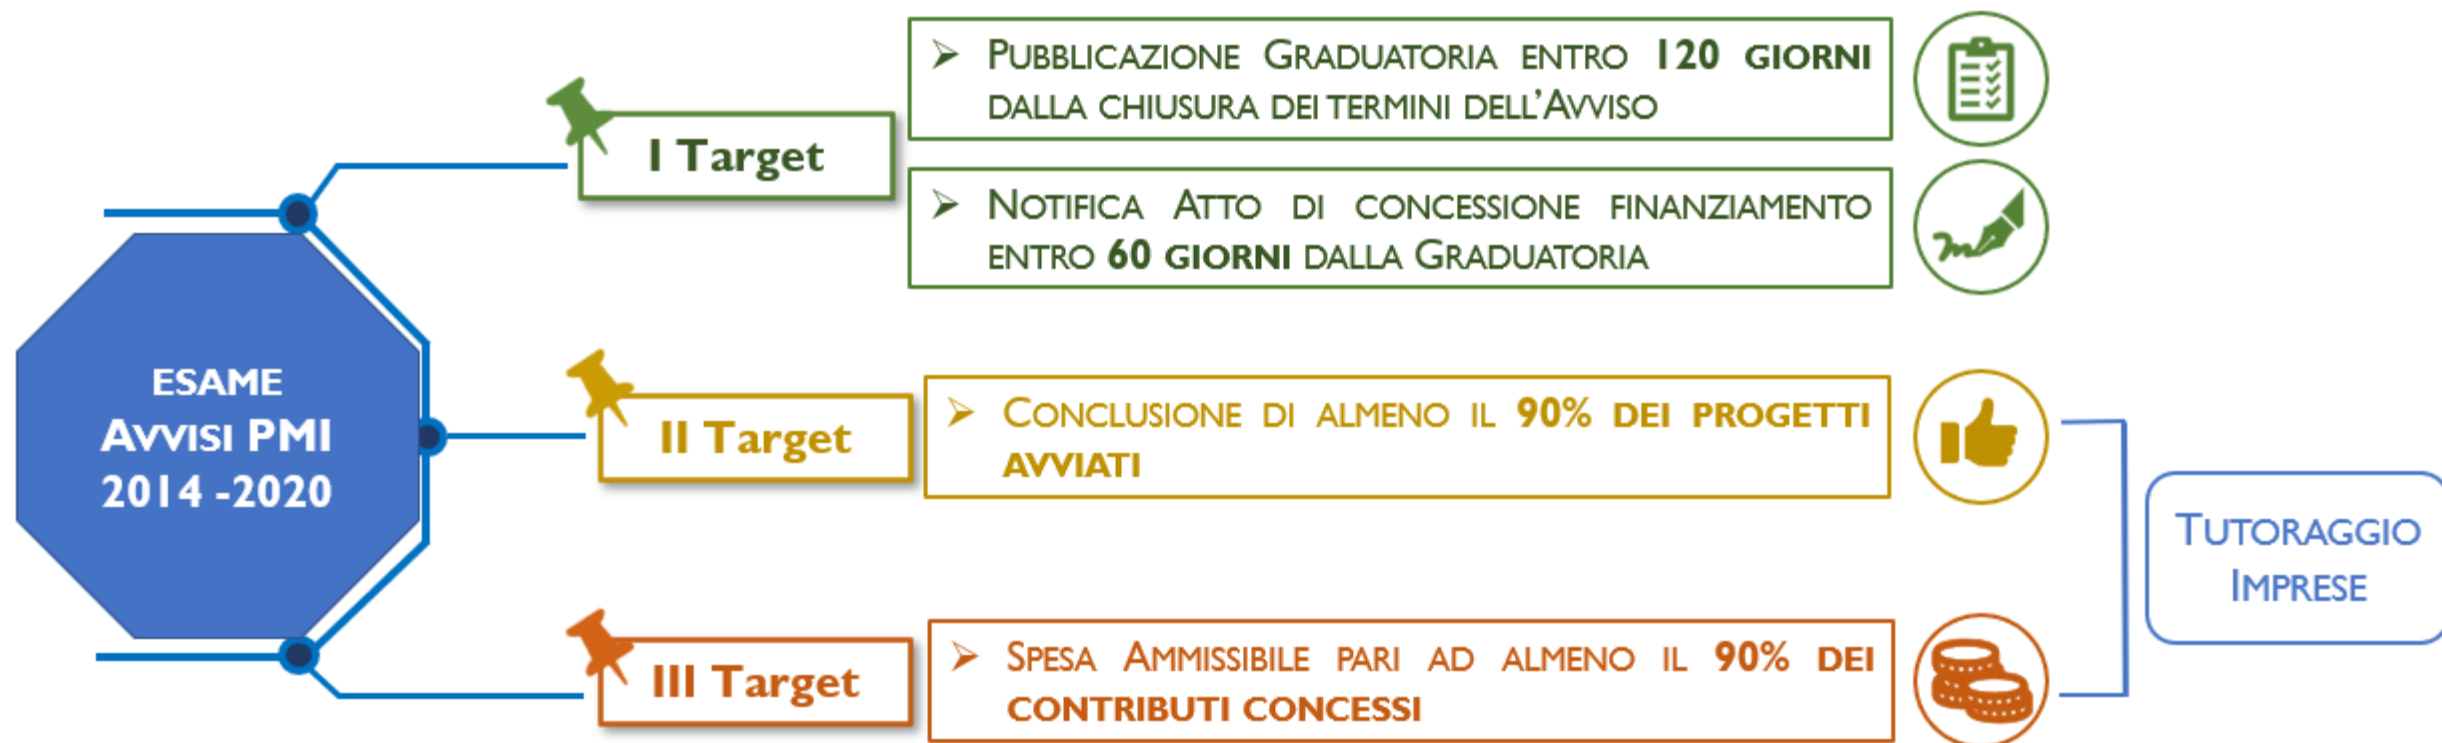 ESAME
AVVISI PMI
2014 -2020
I Target
➢ PUBBLICAZIONE GRADUATORIA ENTRO 120 GIORNI
DALLA CHIUSURA DEI TERMINI DELL'AVVISO
➢ NOTIFICA ATTO DI CONCESSIONE FINANZIAMENTO
ENTRO 60 GIORNI DALLA GRADUATORIA
II Target
➢ CONCLUSIONE DI ALMENO IL 90% DEI PROGETTI
AVVIATI
III Target
➢ SPESA AMMISSIBILE PARI AD ALMENO IL 90% DEI
CONTRIBUTI CONCESSI
TUTORAGGIO
IMPRESE